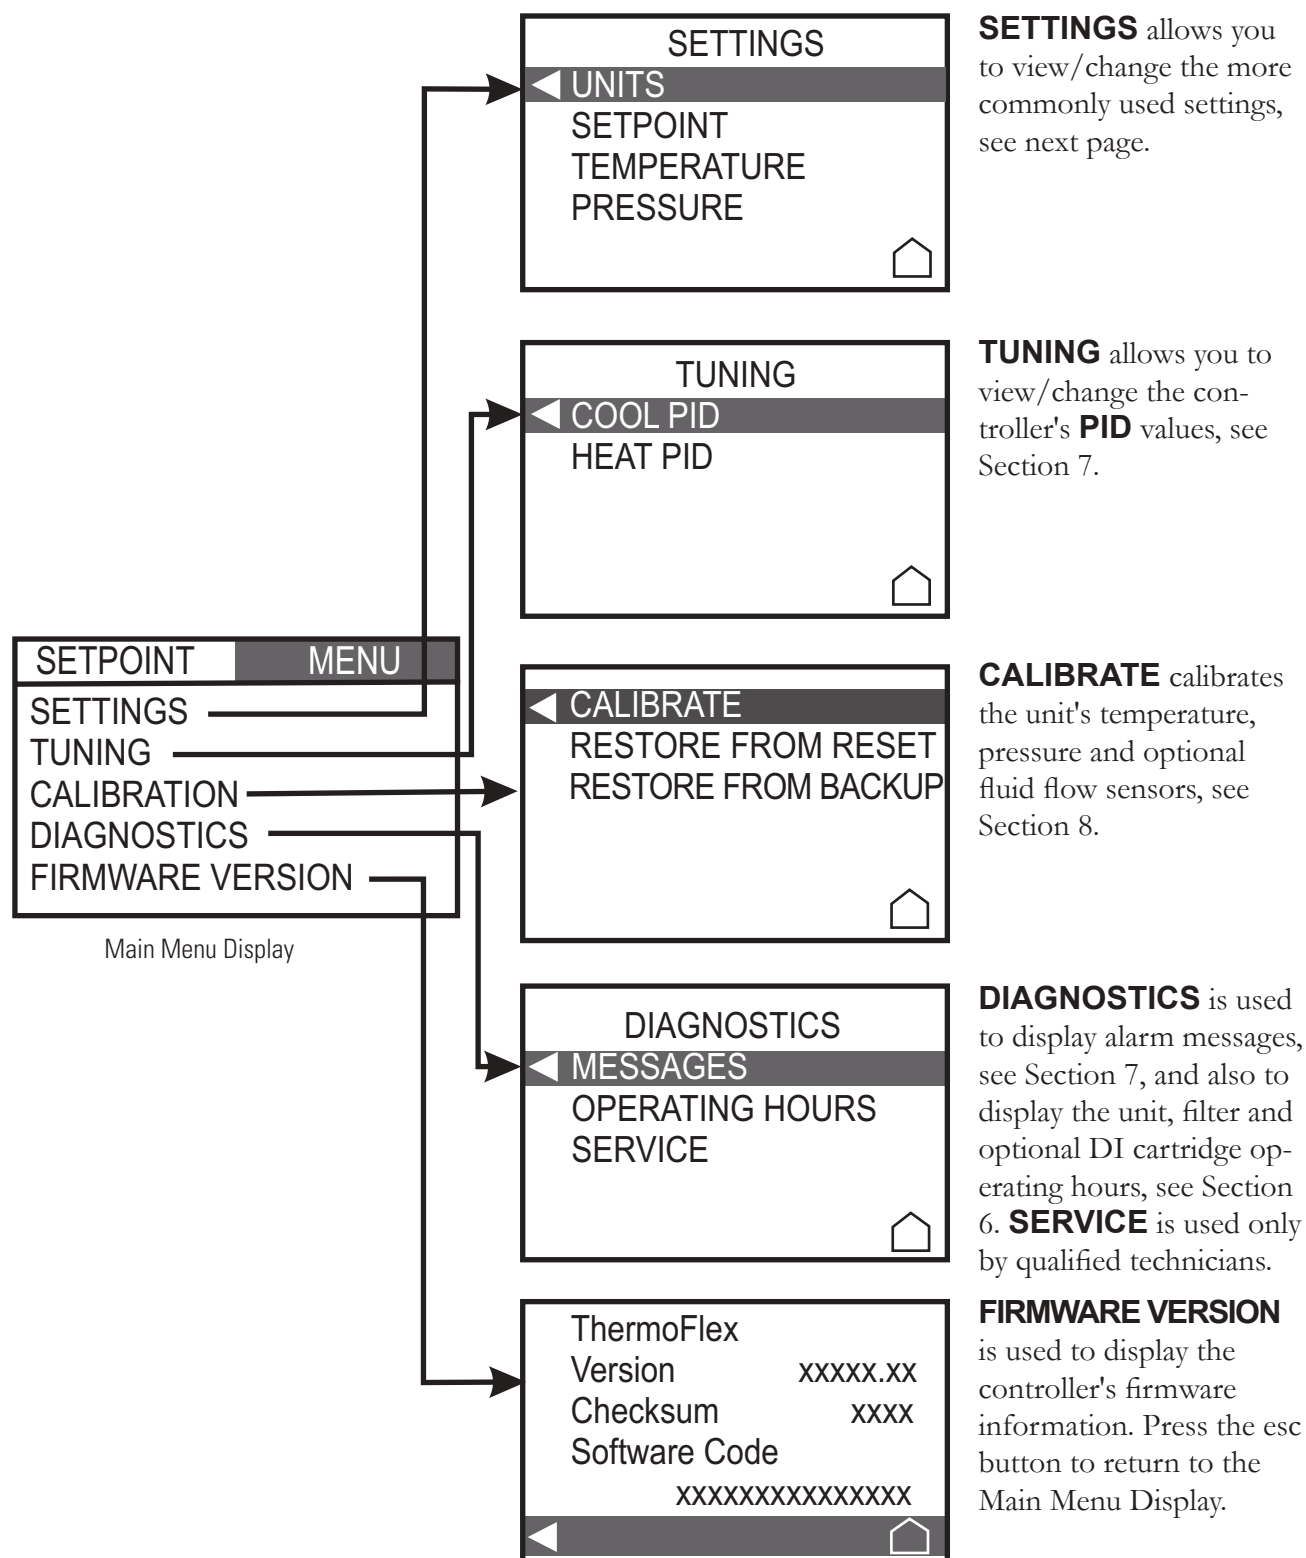 SETTINGS
UNITS
SETPOINT
TEMPERATURE
PRESSURE
SETTINGS allows you
to view/change the more
commonly used settings,
see next page.
TUNING
COOL PID
HEAT PID
TUNING allows you to
view/change the con-
troller's PID values, see
Section 7.
SETPOINT MENU
SETTINGS
TUNING
CALIBRATION
DIAGNOSTICS
FIRMWARE VERSION
Main Menu Display
CALIBRATE
RESTORE FROM RESET
RESTORE FROM BACKUP
CALIBRATE calibrates
the unit's temperature,
pressure and optional
fluid flow sensors, see
Section 8.
DIAGNOSTICS
MESSAGES
OPERATING HOURS
SERVICE
DIAGNOSTICS is used
to display alarm messages,
see Section 7, and also to
display the unit, filter and
optional DI cartridge op-
erating hours, see Section
6. SERVICE is used only
by qualified technicians.
ThermoFlex
Version xxxxx.xx
Checksum xxxx
Software Code
xxxxxxxxxxxxxxx
FIRMWARE VERSION
is used to display the
controller's firmware
information. Press the esc
button to return to the
Main Menu Display.